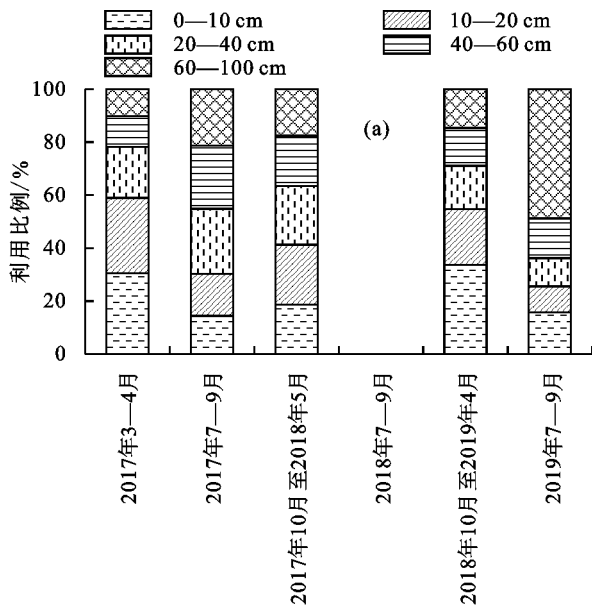 0—10 cm
10—20 cm
20—40 cm
40—60 cm
60—100 cm
100
80
60
40
20
0
利用比例/%
(a)
2017年3—4月
2017年7—9月
2017年10月 至2018年5月
2018年7—9月
2018年10月 至2019年4月
2019年7—9月